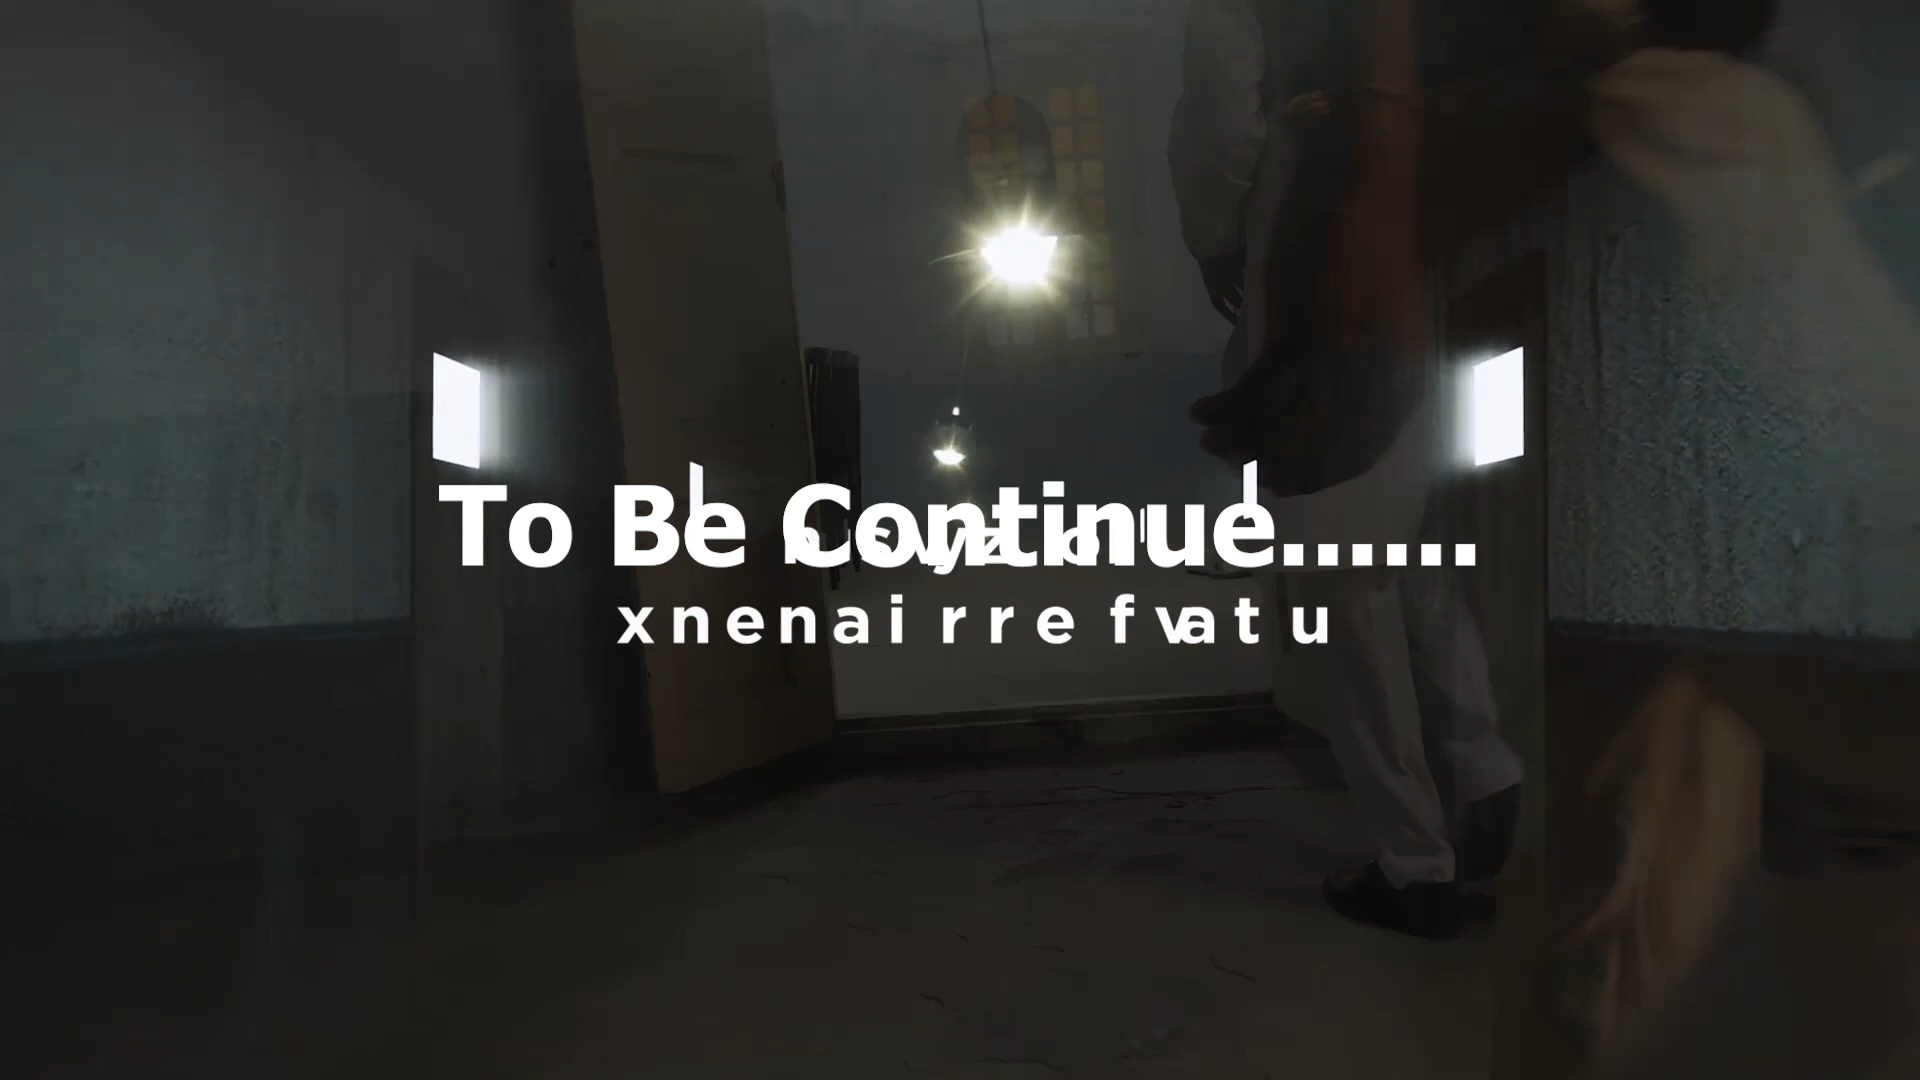 To Be Continue......
xnenai rre fvatu